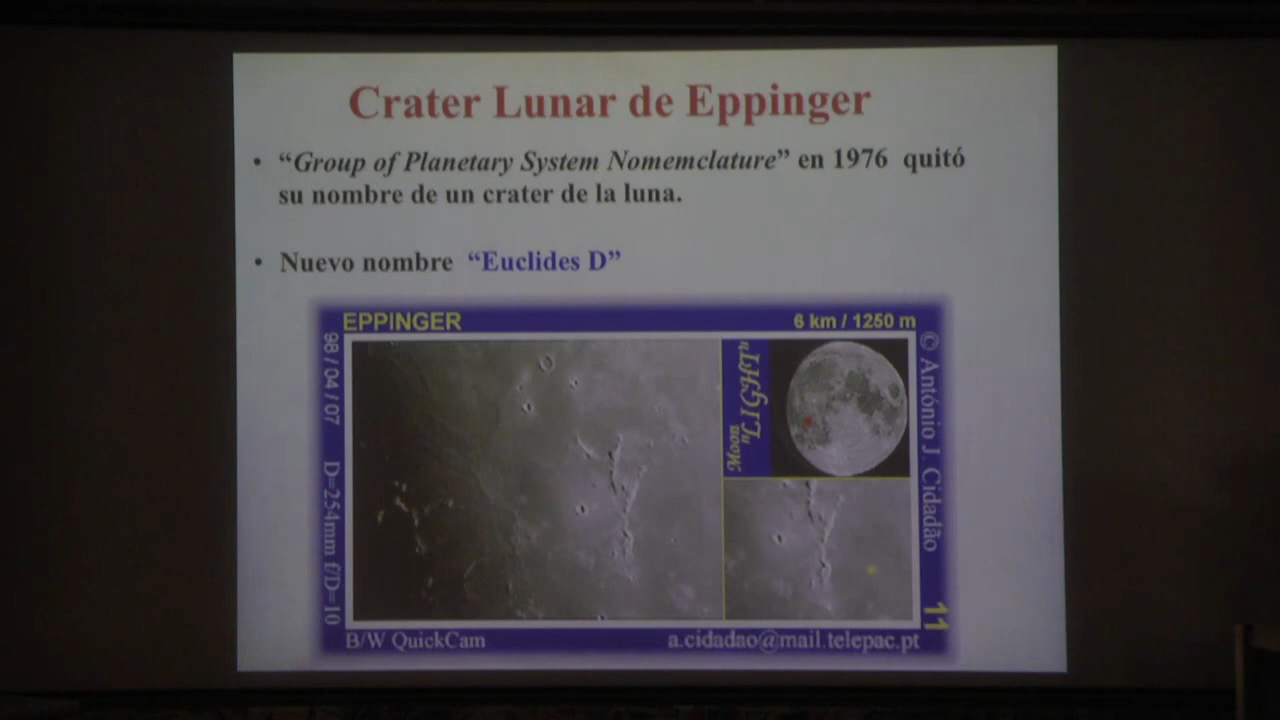 Crater Lunar de Eppinger
• “Group of Planetary System Nomemclature” en 1976 quitó
su nombre de un crater de la luna.
• Nuevo nombre “Euclides D”
EPPINGER
6 km / 1250 m
98 / 04 / 07 D=254mm f/D=10
Moon
"LIGHT"
© António J. Cidadão
11
B/W QuickCam
a.cidadao@mail.telepac.pt